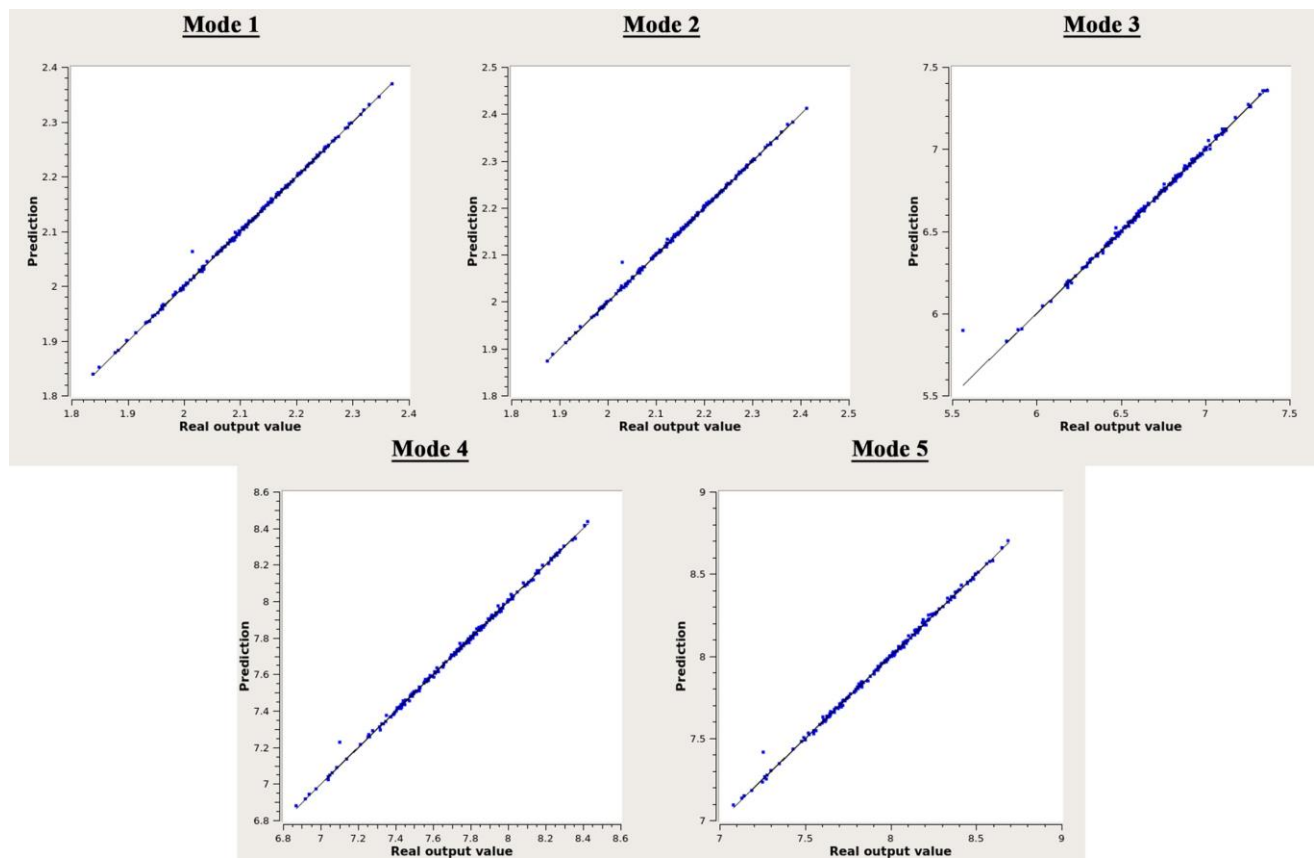 Mode 1
Mode 2
Mode 3
2.4
2.3
2.2
2.1
2
1.9
1.8
Prediction
1.8 1.9 2 2.1 2.2 2.3 2.4
Real output value
2.5
2.4
2.3
2.2
2.1
2
1.9
1.8
Prediction
1.8 1.9 2 2.1 2.2 2.3 2.4 2.5
Real output value
7.5
7
6.5
6
5.5
Prediction
5.5 6 6.5 7 7.5
Real output value
Mode 4
Mode 5
8.6
8.4
8.2
8
7.8
7.6
7.4
7.2
7
6.8
Prediction
6.8 7 7.2 7.4 7.6 7.8 8 8.2 8.4 8.6
Real output value
9
8.5
8
7.5
7
Prediction
7 7.5 8 8.5 9
Real output value